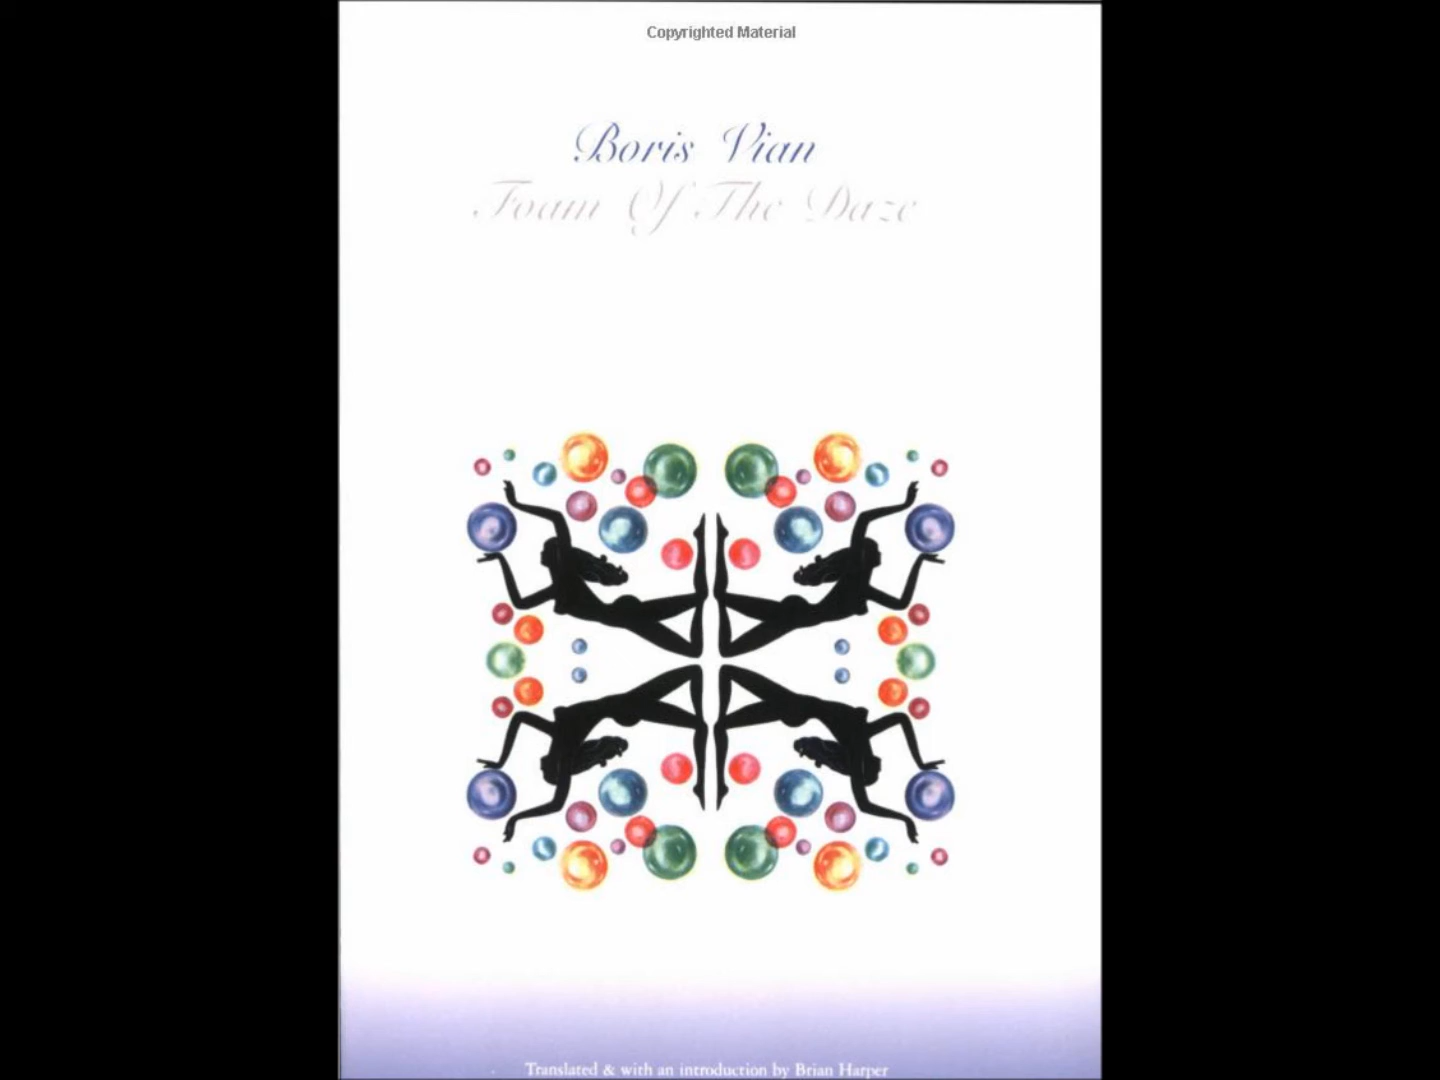 Copyrighted Material
Boris Vian
Foam Of The Daze
Translated & with an introduction by Brian Harper